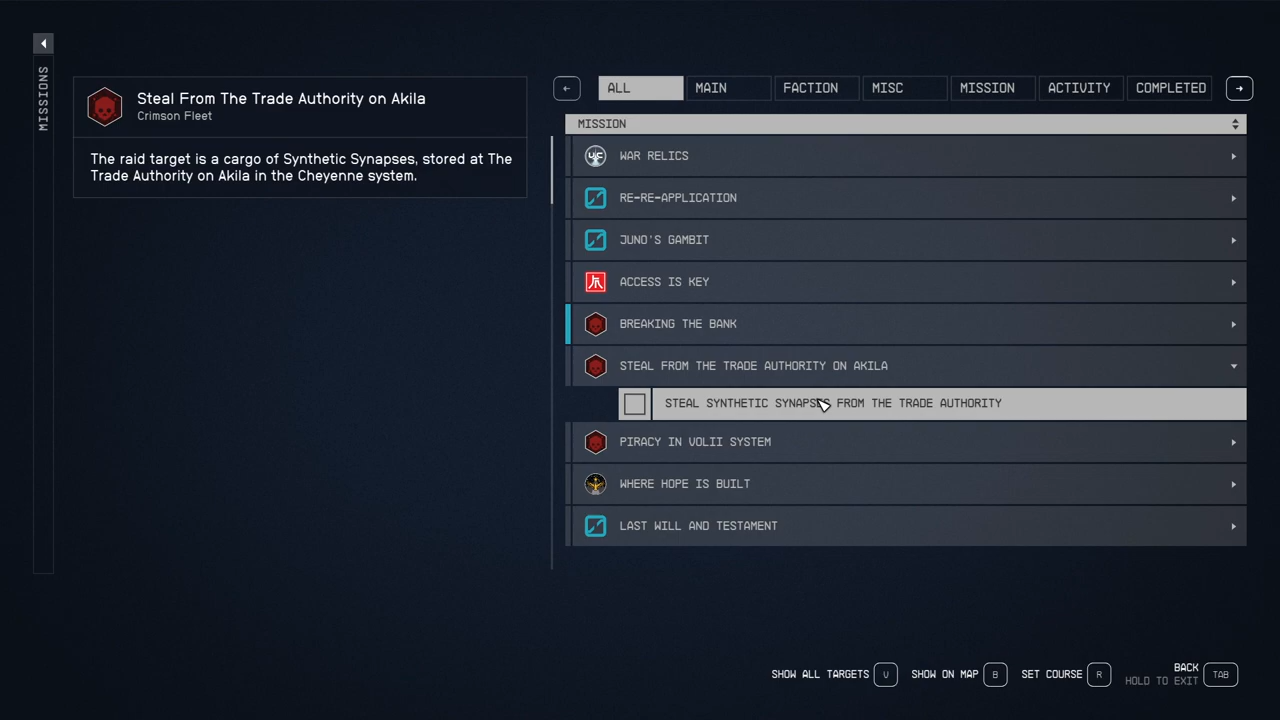 MISSIONS
Steal From The Trade Authority on Akila
Crimson Fleet
The raid target is a cargo of Synthetic Synapses, stored at The
Trade Authority on Akila in the Cheyenne system.
ALL
MAIN
FACTION
MISC
MISSION
ACTIVITY
COMPLETED
MISSION
WAR RELICS
RE-RE-APPLICATION
JUNO'S GAMBIT
ACCESS IS KEY
BREAKING THE BANK
STEAL FROM THE TRADE AUTHORITY ON AKILA
STEAL SYNTHETIC SYNAPSES FROM THE TRADE AUTHORITY
PIRACY IN VOLII SYSTEM
WHERE HOPE IS BUILT
LAST WILL AND TESTAMENT
SHOW ALL TARGETS V
SHOW ON MAP B
SET COURSE R
BACK
HOLD TO EXIT
TAB